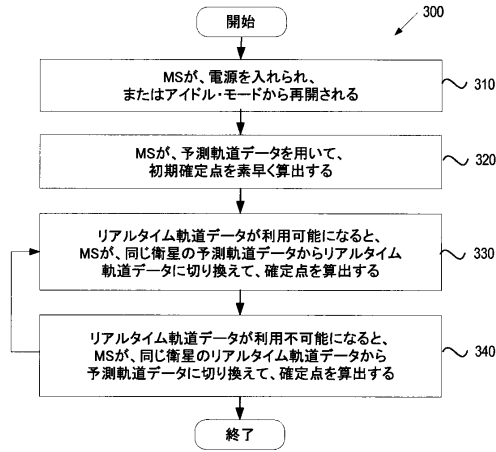 開始
300
MSが、電源を入れられ、
またはアイドル・モードから再開される
310
MSが、予測軌道データを用いて、
初期確定点を素早く算出する
320
リアルタイム軌道データが利用可能になると、
MSが、同じ衛星の予測軌道データからリアルタイム
軌道データに切り換えて、確定点を算出する
330
リアルタイム軌道データが利用不可能になると、
MSが、同じ衛星のリアルタイム軌道データから
予測軌道データに切り換えて、確定点を算出する
340
終了